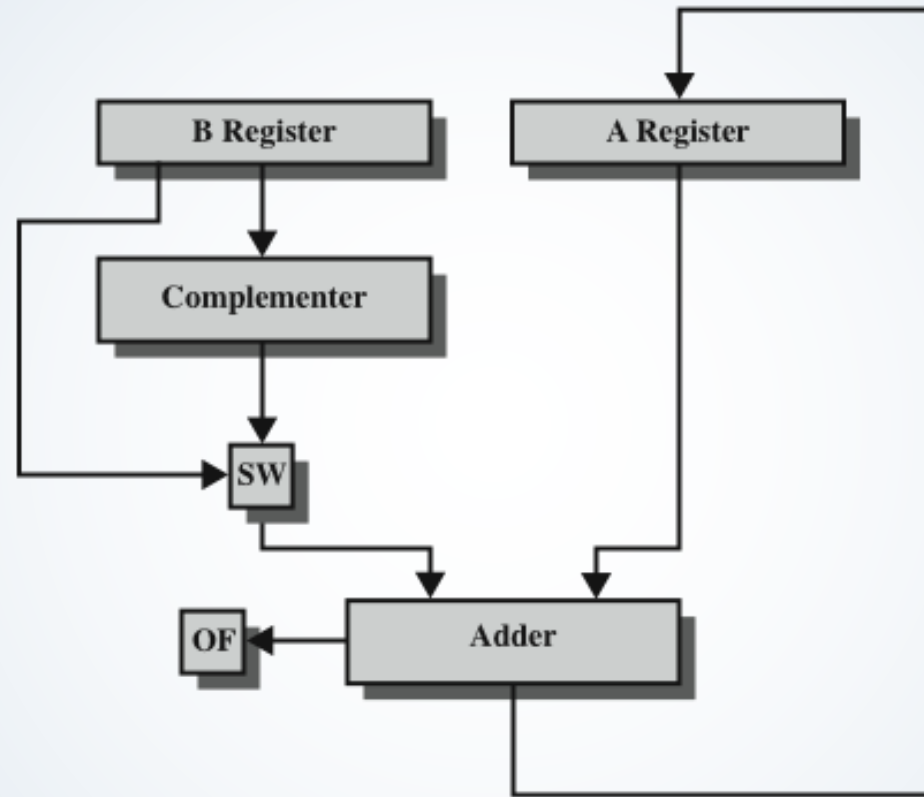 B Register
A Register
Complementer
SW
OF
Adder